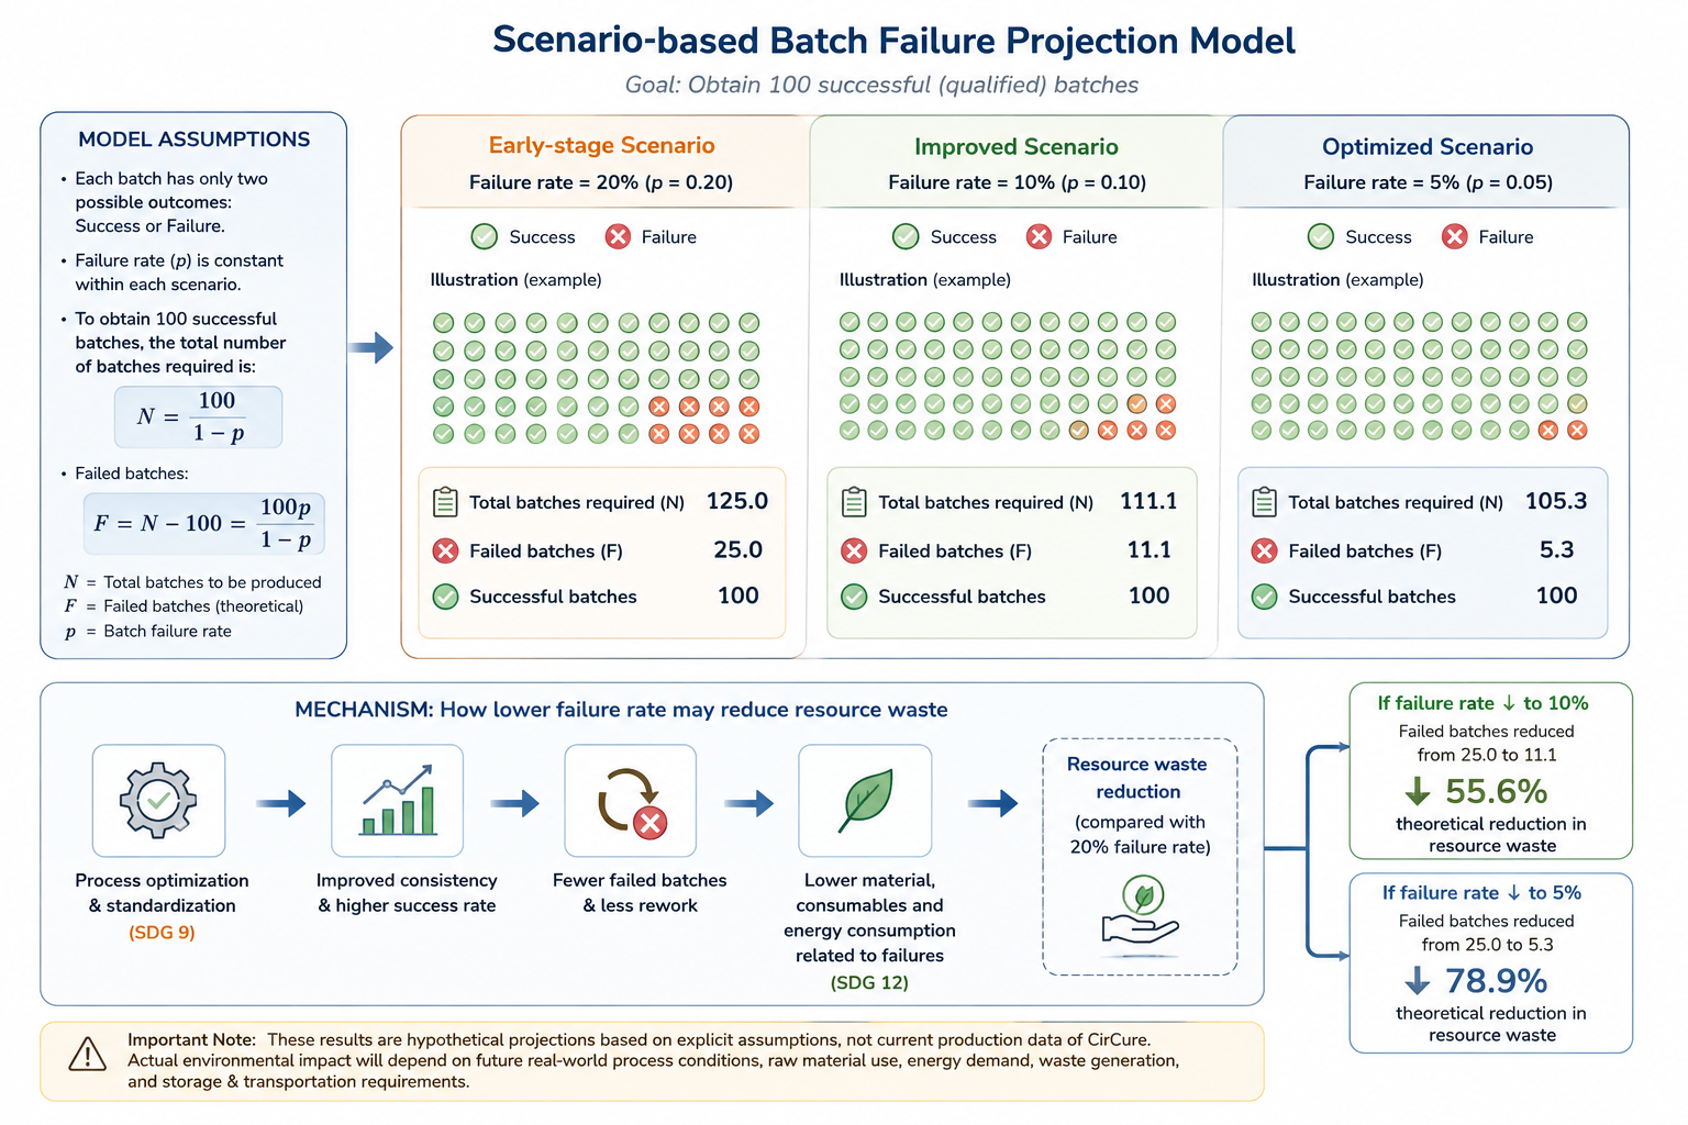 Scenario-based Batch Failure Projection Model
Goal: Obtain 100 successful (qualified) batches
MODEL ASSUMPTIONS
• Each batch has only two
possible outcomes:
Success or Failure.
• Failure rate (p) is constant
within each scenario.
• To obtain 100 successful
batches, the total number
of batches required is:
N = 100 / 1 − p
• Failed batches:
F = N − 100 = 100p / 1 − p
N = Total batches to be produced
F = Failed batches (theoretical)
p = Batch failure rate
Early-stage Scenario
Failure rate = 20% (p = 0.20)
Success Failure
Illustration (example)
Total batches required (N) 125.0
Failed batches (F) 25.0
Successful batches 100
Improved Scenario
Failure rate = 10% (p = 0.10)
Success Failure
Illustration (example)
Total batches required (N) 111.1
Failed batches (F) 11.1
Successful batches 100
Optimized Scenario
Failure rate = 5% (p = 0.05)
Success Failure
Illustration (example)
Total batches required (N) 105.3
Failed batches (F) 5.3
Successful batches 100
MECHANISM: How lower failure rate may reduce resource waste
Process optimization
& standardization
(SDG 9)
Improved consistency
& higher success rate
Fewer failed batches
& less rework
Lower material,
consumables and
energy consumption
related to failures
(SDG 12)
Resource waste
reduction
(compared with
20% failure rate)
If failure rate ↓ to 10%
Failed batches reduced
from 25.0 to 11.1
↓ 55.6%
theoretical reduction in
resource waste
If failure rate ↓ to 5%
Failed batches reduced
from 25.0 to 5.3
↓ 78.9%
theoretical reduction in
resource waste
Important Note: These results are hypothetical projections based on explicit assumptions, not current production data of CirCure.
Actual environmental impact will depend on future real-world process conditions, raw material use, energy demand, waste generation,
and storage & transportation requirements.